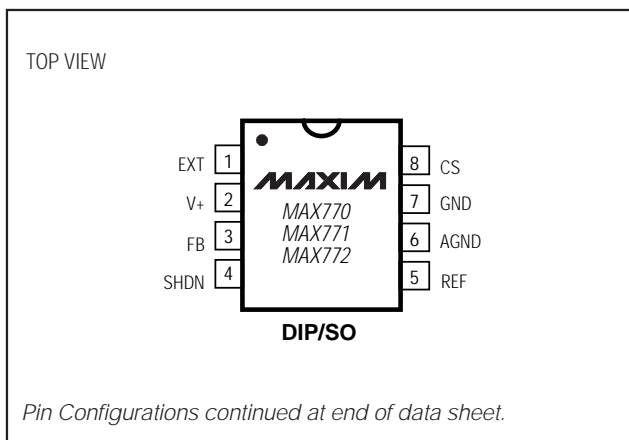 TOP VIEW
EXT 1
V+ 2
FB 3
SHDN 4
MAXIM
MAX770
MAX771
MAX772
8 CS
7 GND
6 AGND
5 REF
DIP/SO
Pin Configurations continued at end of data sheet.